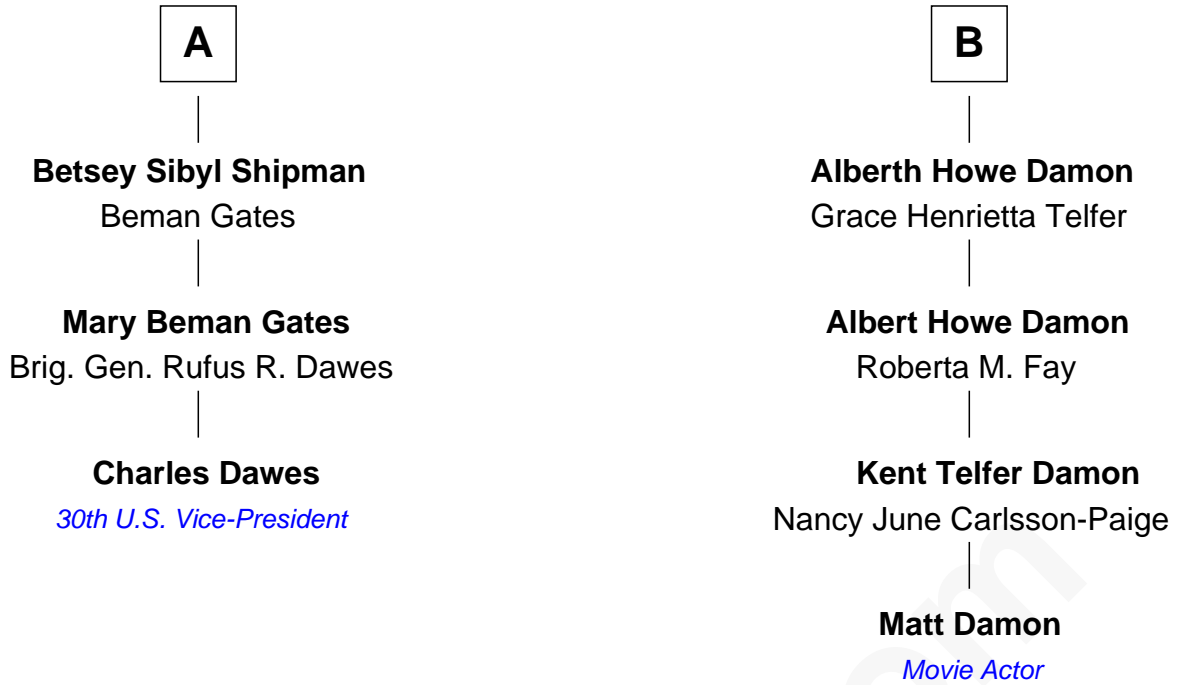 A
Betsey Sibyl Shipman
Beman Gates
Mary Beman Gates
Brig. Gen. Rufus R. Dawes
Charles Dawes
30th U.S. Vice-President
B
Alberth Howe Damon
Grace Henrietta Telfer
Albert Howe Damon
Roberta M. Fay
Kent Telfer Damon
Nancy June Carlsson-Paige
Matt Damon
Movie Actor